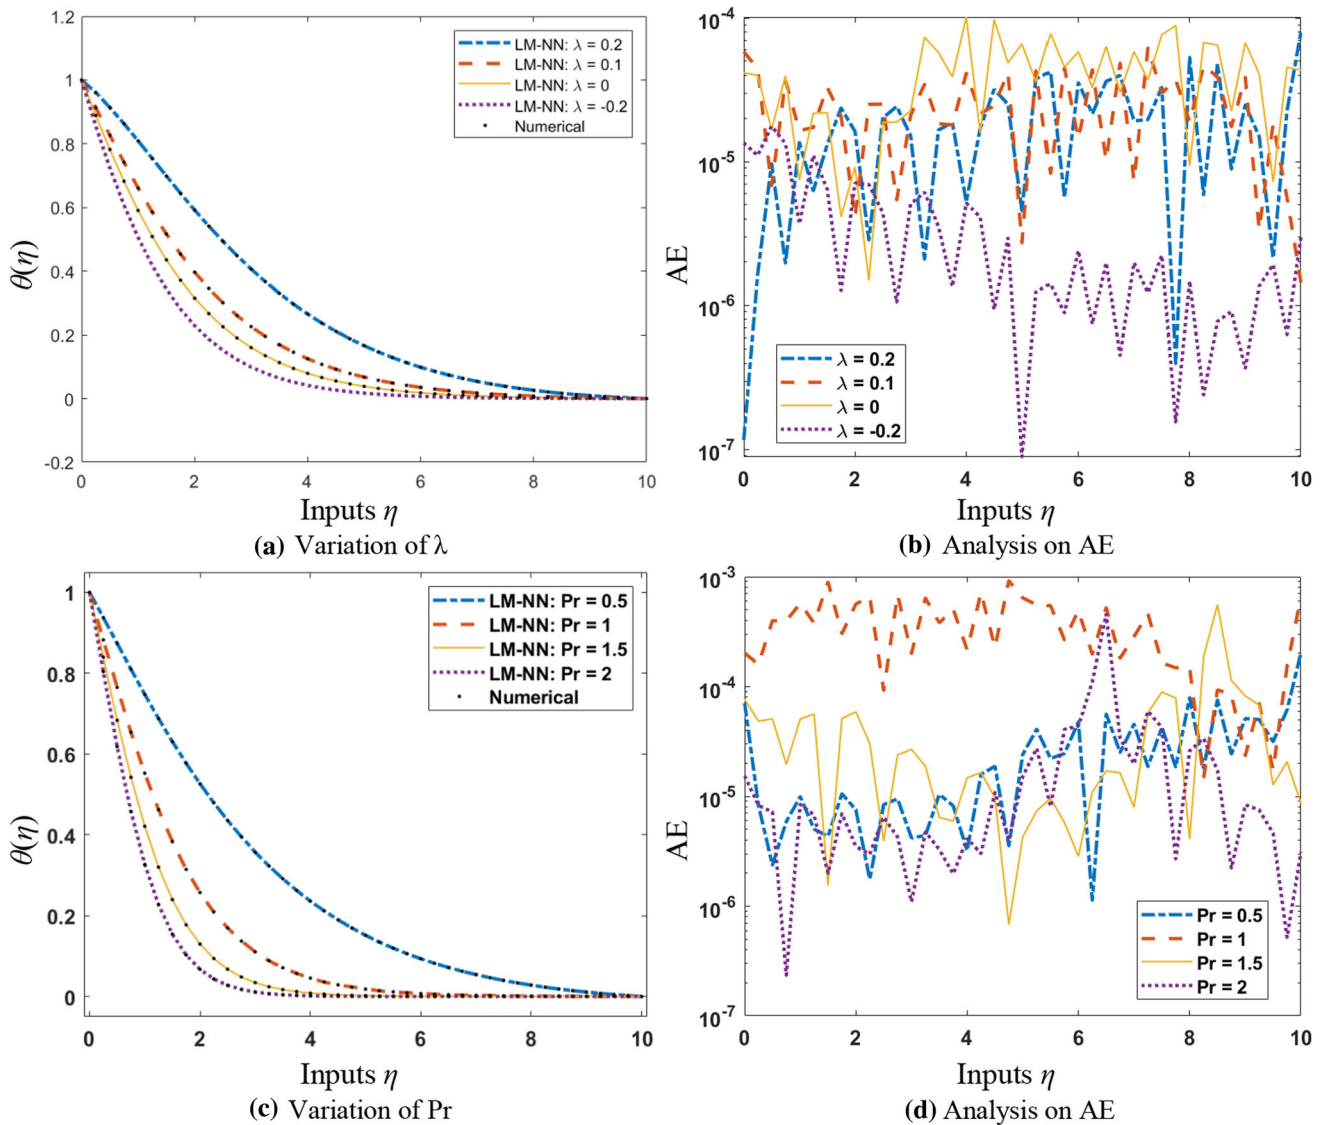 1.2
1
0.8
0.6
0.4
0.2
0
-0.2
θ(η)
LM-NN: λ = 0.2
LM-NN: λ = 0.1
LM-NN: λ = 0
LM-NN: λ = -0.2
Numerical
0 2 4 6 8 10
Inputs η
(a) Variation of λ
10-4
10-5
10-6
10-7
AE
λ = 0.2
λ = 0.1
λ = 0
λ = -0.2
0 2 4 6 8 10
Inputs η
(b) Analysis on AE
1
0.8
0.6
0.4
0.2
0
θ(η)
LM-NN: Pr = 0.5
LM-NN: Pr = 1
LM-NN: Pr = 1.5
LM-NN: Pr = 2
Numerical
0 2 4 6 8 10
Inputs η
(c) Variation of Pr
10-3
10-4
10-5
10-6
10-7
AE
Pr = 0.5
Pr = 1
Pr = 1.5
Pr = 2
0 2 4 6 8 10
Inputs η
(d) Analysis on AE